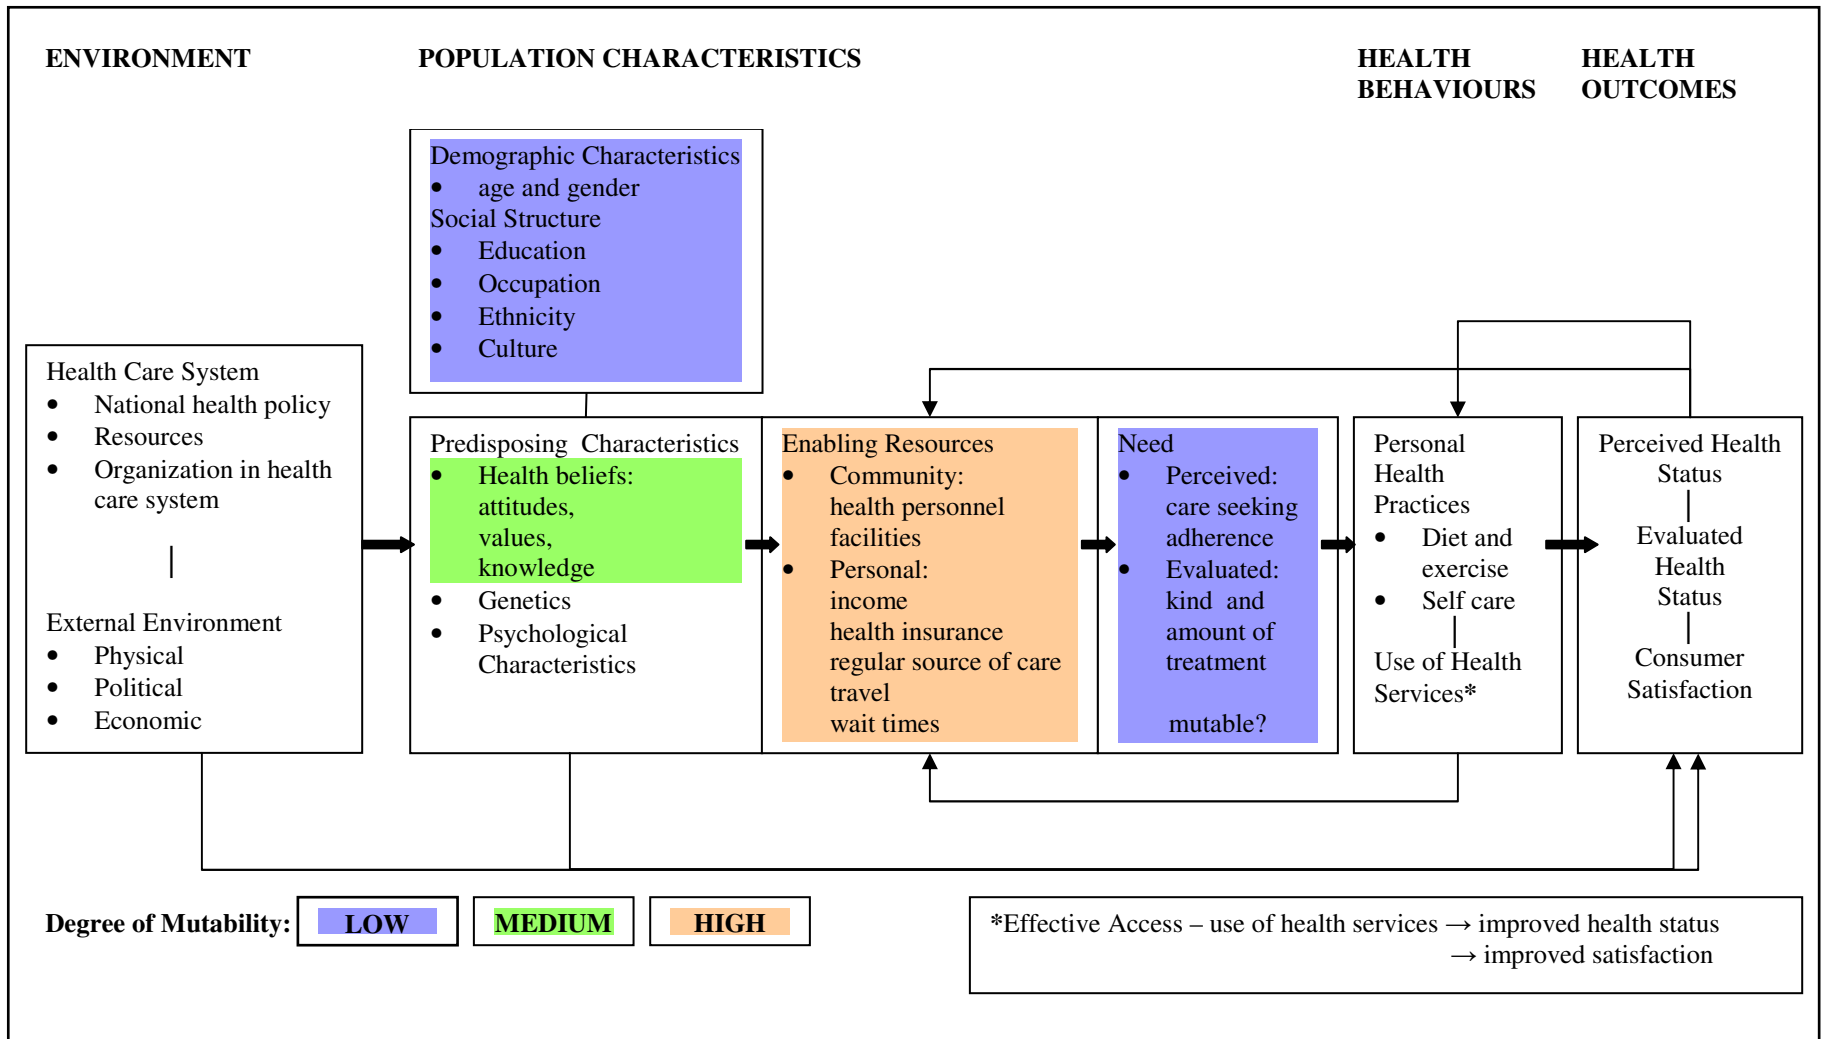 ENVIRONMENT
POPULATION CHARACTERISTICS
HEALTH
BEHAVIOURS
HEALTH
OUTCOMES
Demographic Characteristics
• age and gender
Social Structure
• Education
• Occupation
• Ethnicity
• Culture
Health Care System
• National health policy
• Resources
• Organization in health
care system
External Environment
• Physical
• Political
• Economic
Predisposing Characteristics
• Health beliefs:
attitudes,
values,
knowledge
• Genetics
• Psychological
Characteristics
Enabling Resources
• Community:
health personnel
facilities
• Personal:
income
health insurance
regular source of care
travel
wait times
Need
• Perceived:
care seeking
adherence
• Evaluated:
kind and
amount of
treatment
mutable?
Personal
Health
Practices
• Diet and
exercise
• Self care
Use of Health
Services*
Perceived Health
Status
Evaluated
Health
Status
Consumer
Satisfaction
Degree of Mutability:
LOW
MEDIUM
HIGH
*Effective Access – use of health services → improved health status
→ improved satisfaction